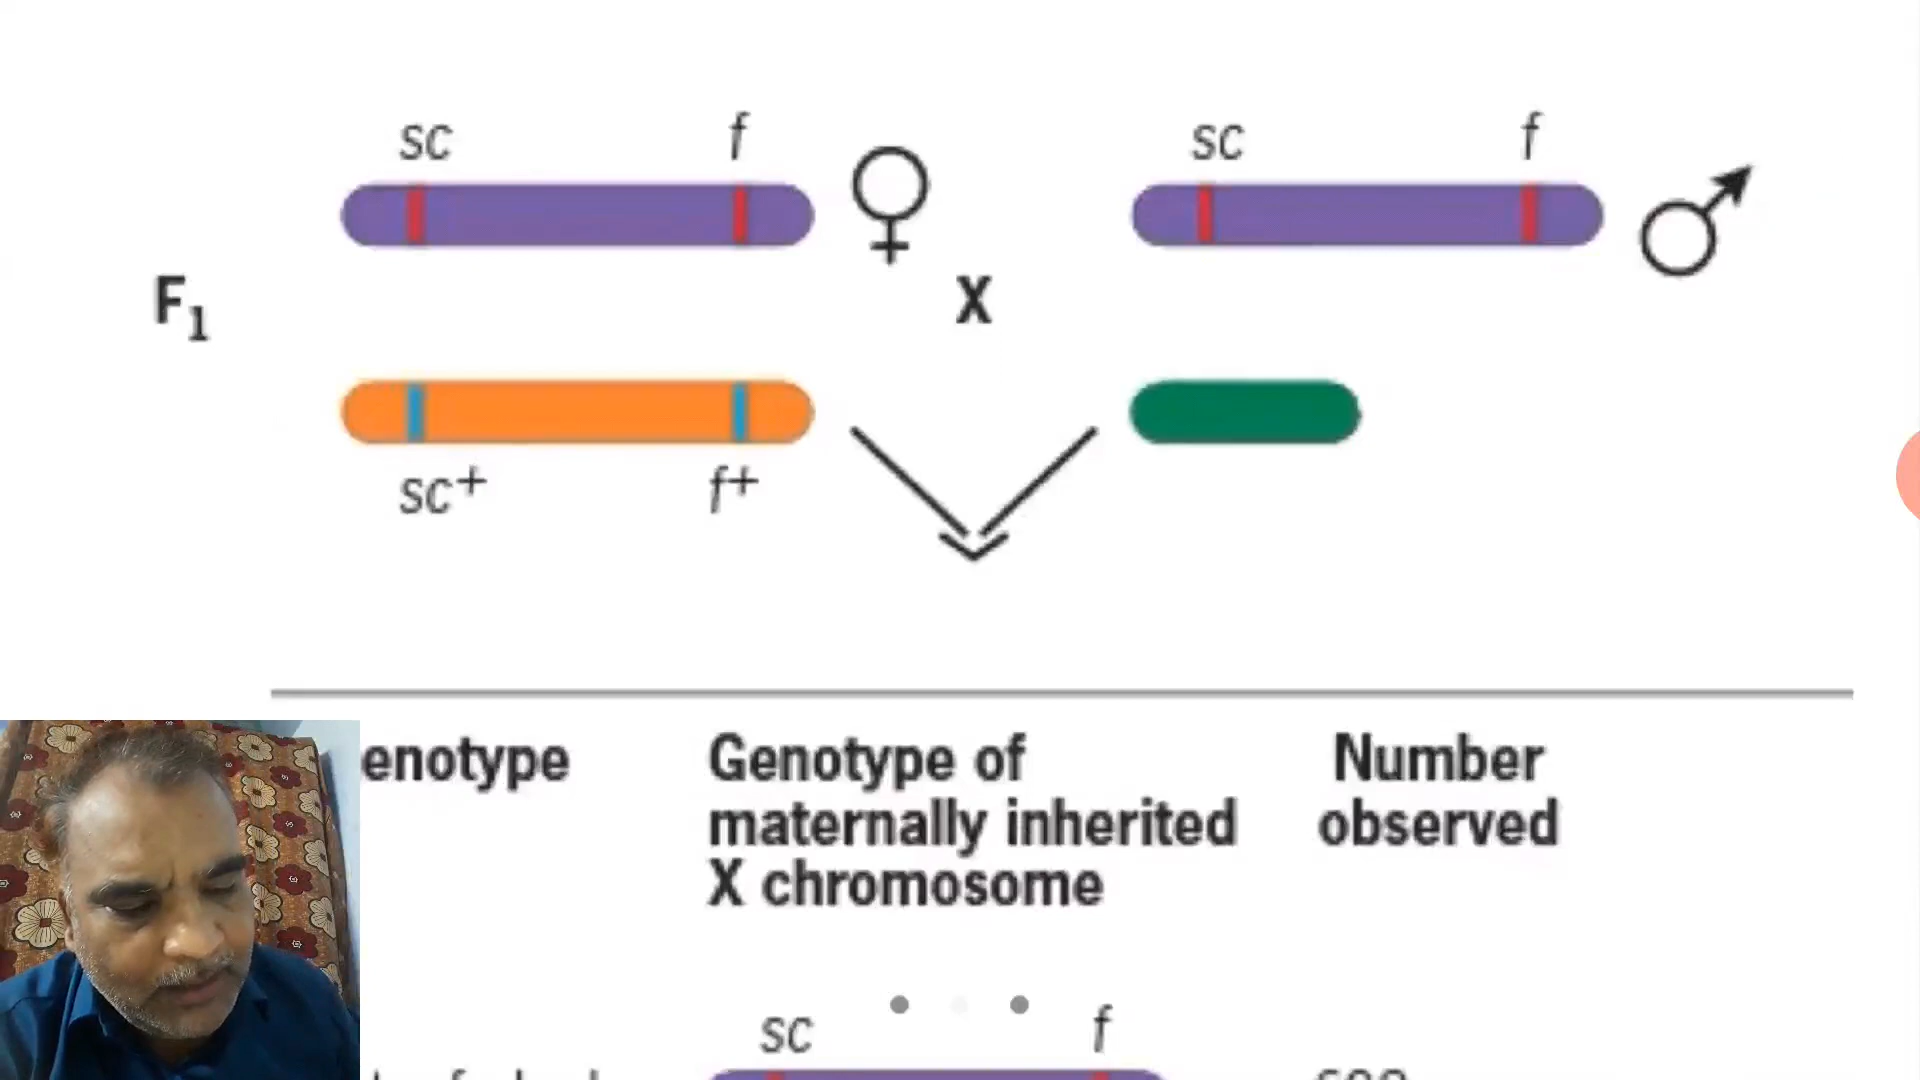 sc f
sc f
F₁
X
sc⁺ f⁺
enotype
Genotype of
maternally inherited
X chromosome
Number
observed
sc f